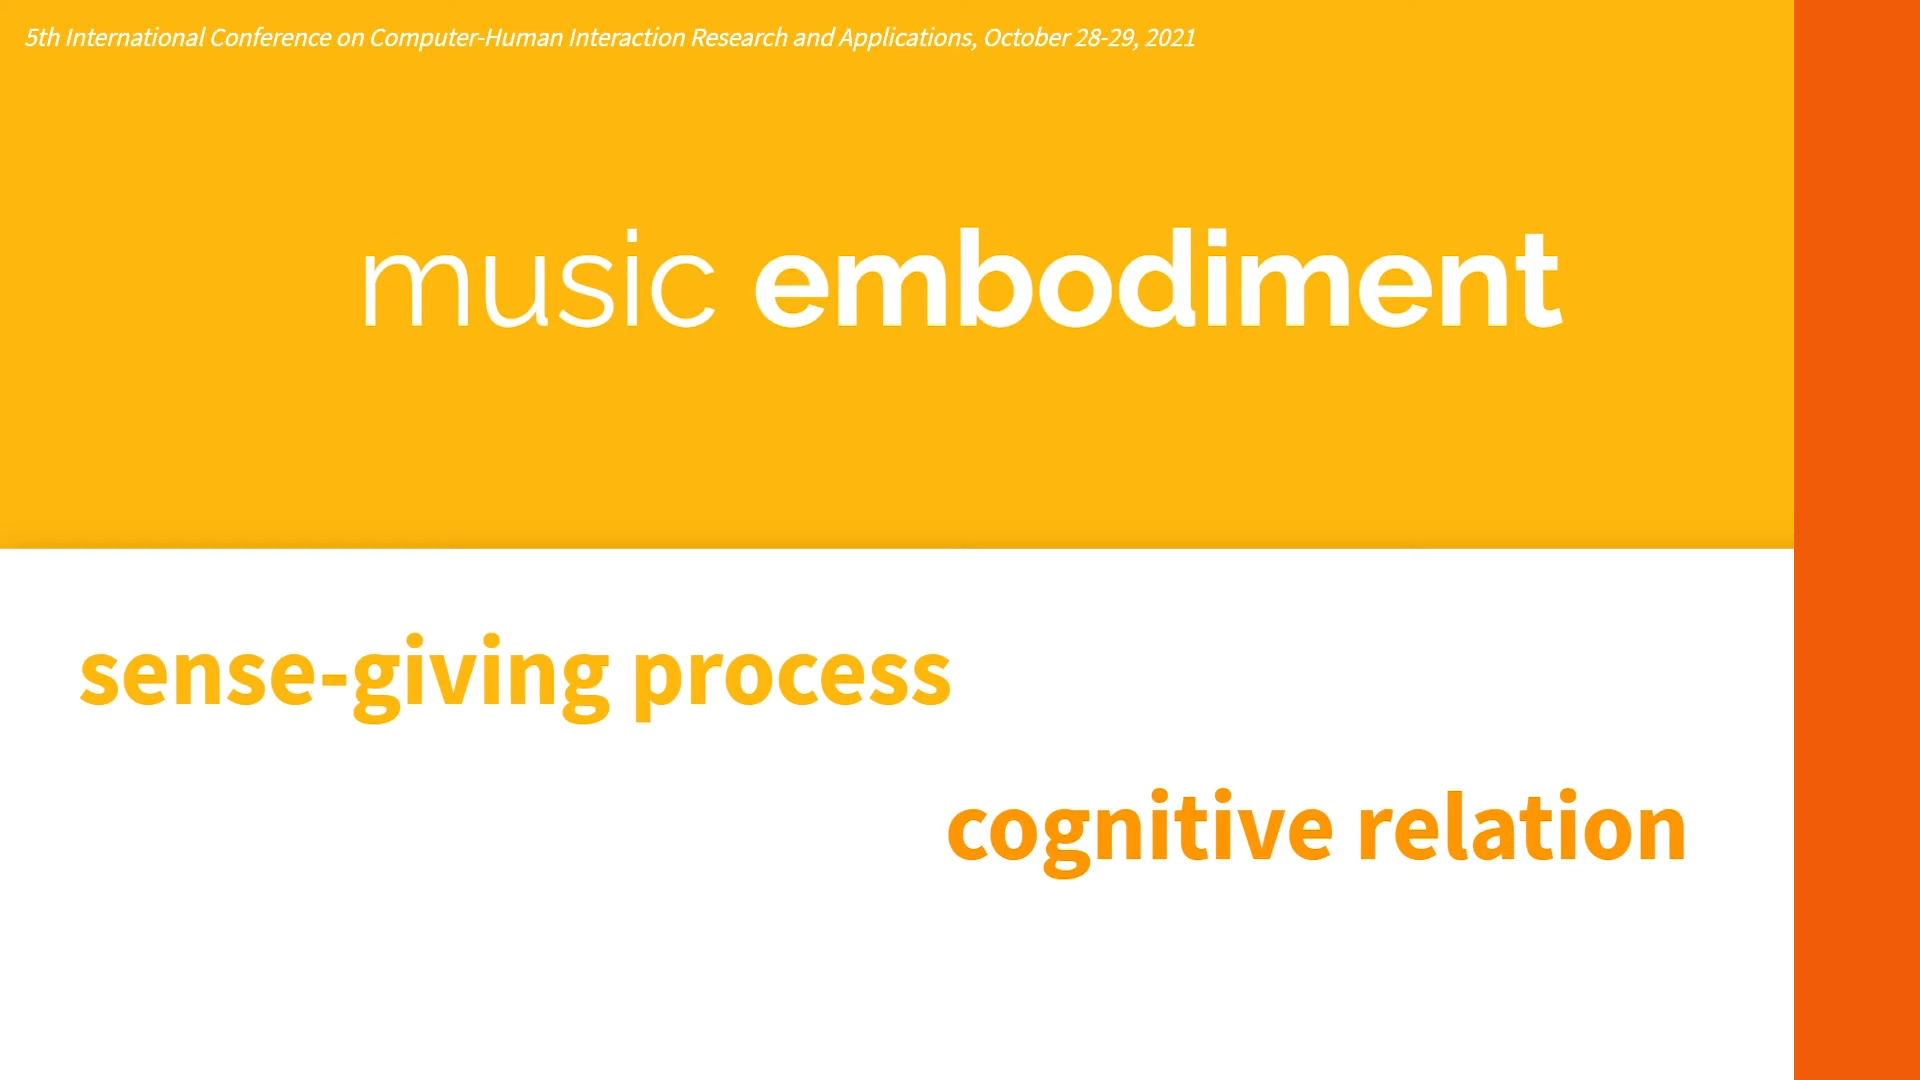 5th International Conference on Computer-Human Interaction Research and Applications, October 28-29, 2021
music embodiment
sense-giving process
cognitive relation